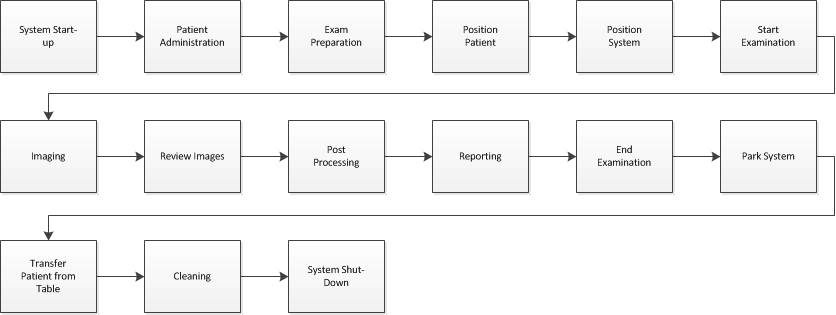 System Start-
up
Patient
Administration
Exam
Preparation
Position
Patient
Position
System
Start
Examination
Imaging
Review Images
Post
Processing
Reporting
End
Examination
Park System
Transfer
Patient from
Table
Cleaning
System Shut-
Down